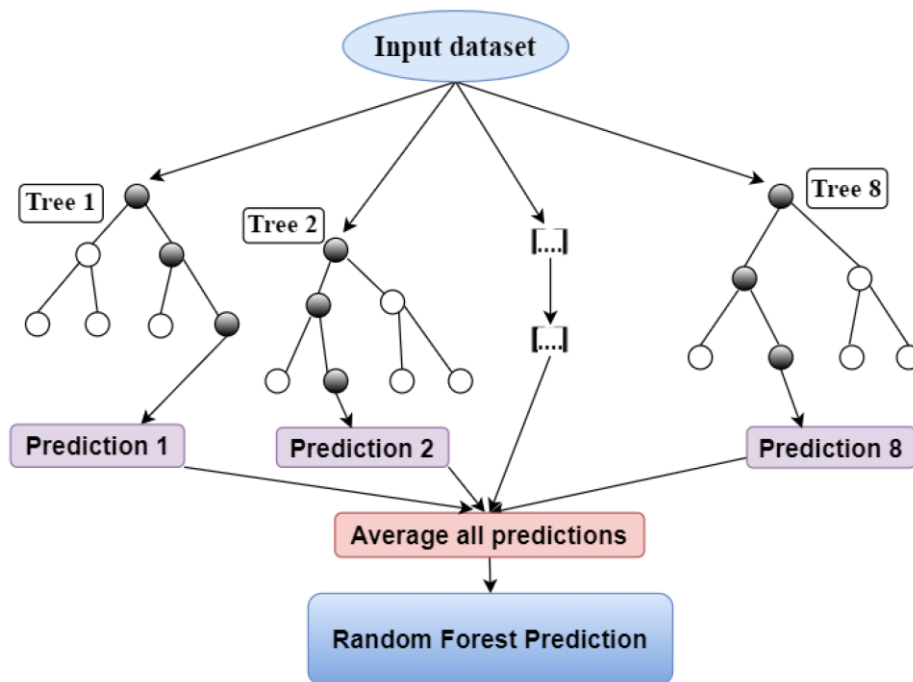 Input dataset
Tree 1
Tree 2
Tree 8
[....]
[....]
Prediction 1
Prediction 2
Prediction 8
Average all predictions
Random Forest Prediction